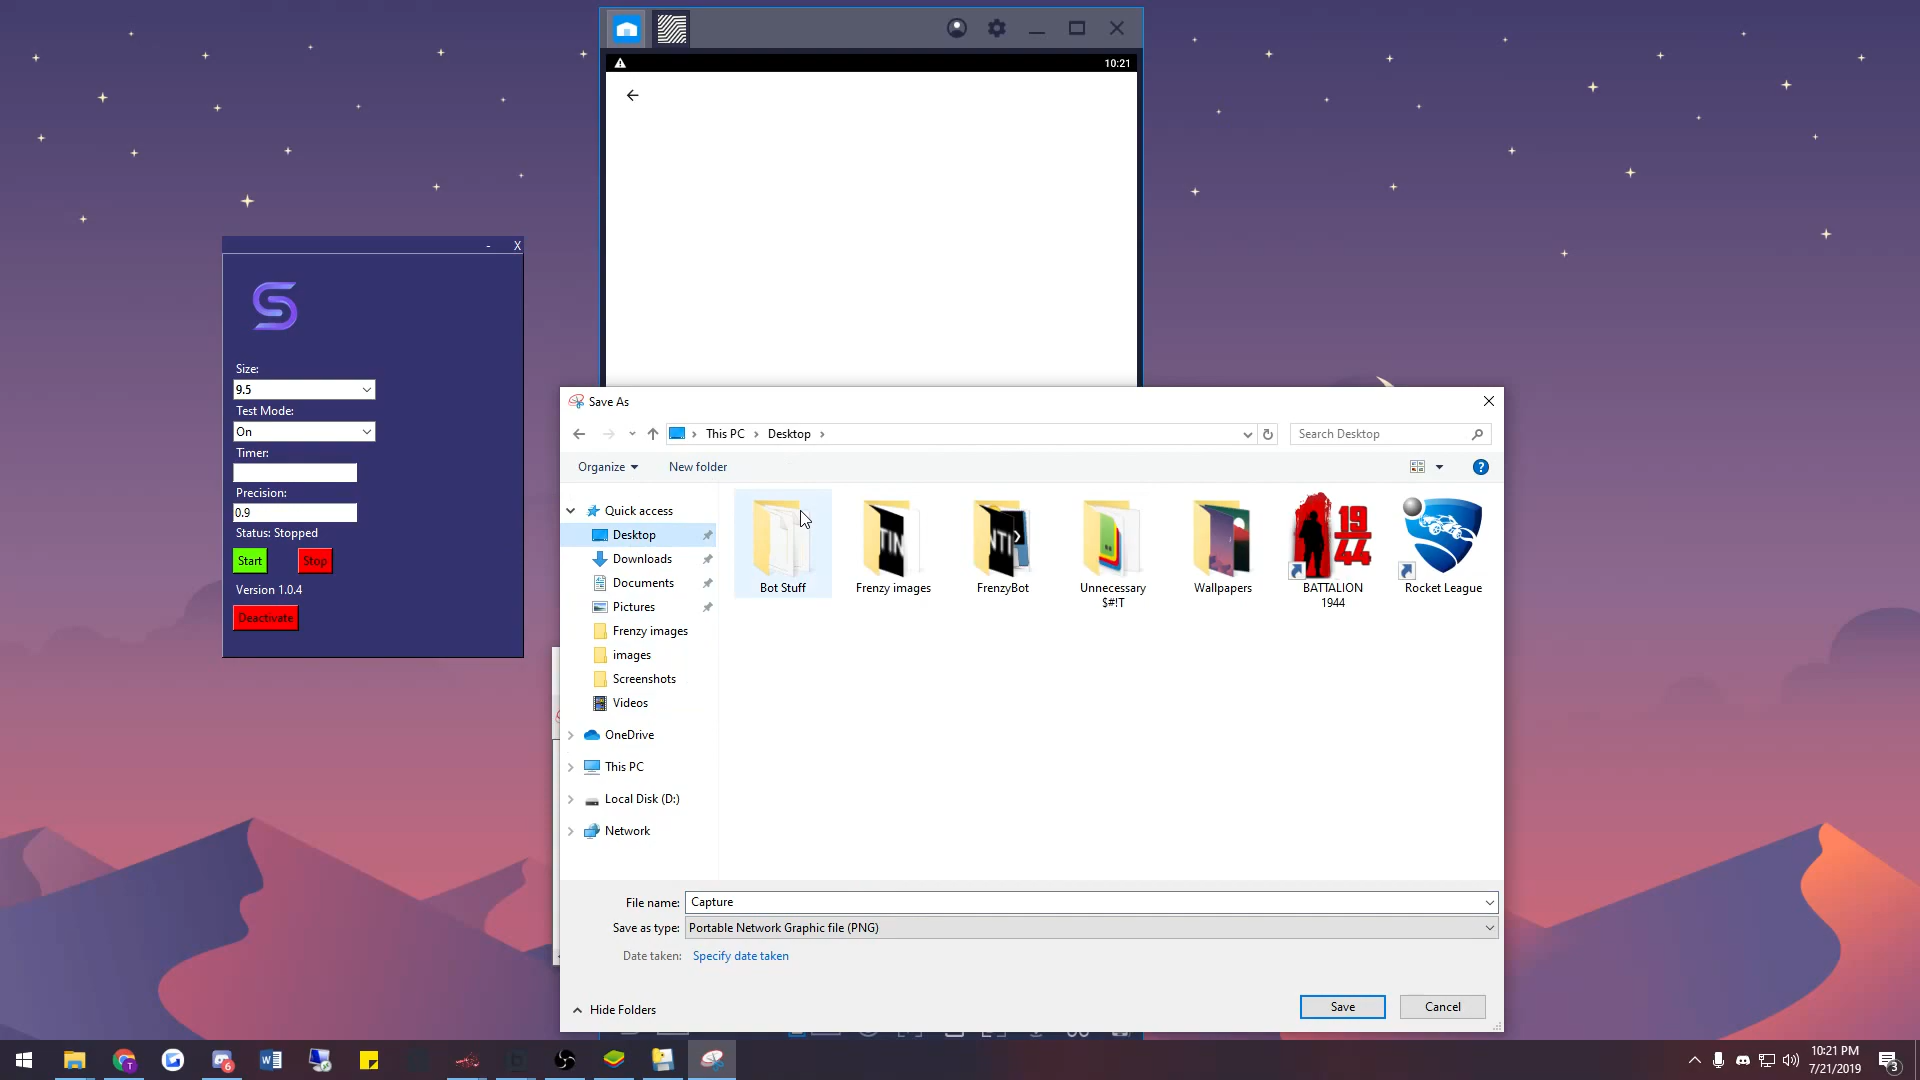 10:21
- X
Size:
9.5
Test Mode:
On
Timer:
Precision:
0.9
Status: Stopped
Start Stop
Version 1.0.4
Deactivate
Save As
This PC > Desktop >
Search Desktop
Organize New folder
?
Quick access
Desktop
Downloads
Documents
Pictures
Frenzy images
images
Screenshots
Videos
OneDrive
This PC
Local Disk (D:)
Network
Bot Stuff
Frenzy images
FrenzyBot
Unnecessary
$#!T
Wallpapers
19
44
BATTALION
1944
Rocket League
File name: Capture
Save as type: Portable Network Graphic file (PNG)
Date taken: Specify date taken
Hide Folders
Save Cancel
6
10:21 PM
7/21/2019
3